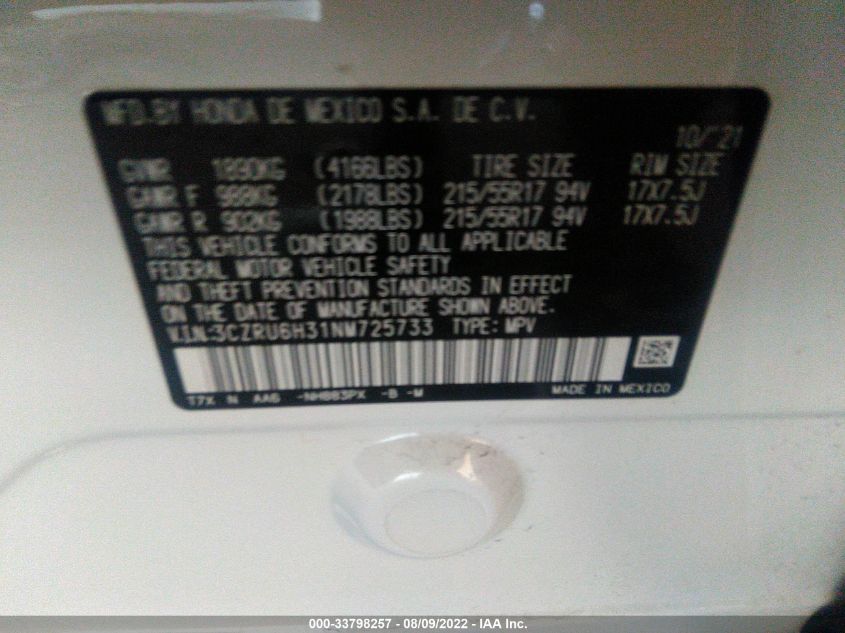 MFD.BY HONDA DE MEXICO S.A. DE C.V.
10/'21
GVWR 1890KG (4166LBS) TIRE SIZE RIM SIZE
GAWR F 988KG (2178LBS) 215/55R17 94V 17X7.5J
GAWR R 902KG (1988LBS) 215/55R17 94V 17X7.5J
THIS VEHICLE CONFORMS TO ALL APPLICABLE
FEDERAL MOTOR VEHICLE SAFETY
AND THEFT PREVENTION STANDARDS IN EFFECT
ON THE DATE OF MANUFACTURE SHOWN ABOVE.
V.I.N:3CZRU6H31NM725733 TYPE: MPV
T7X N AA6 -NH883PX -B -M MADE IN MEXICO
000-33798257 - 08/09/2022 - IAA Inc.